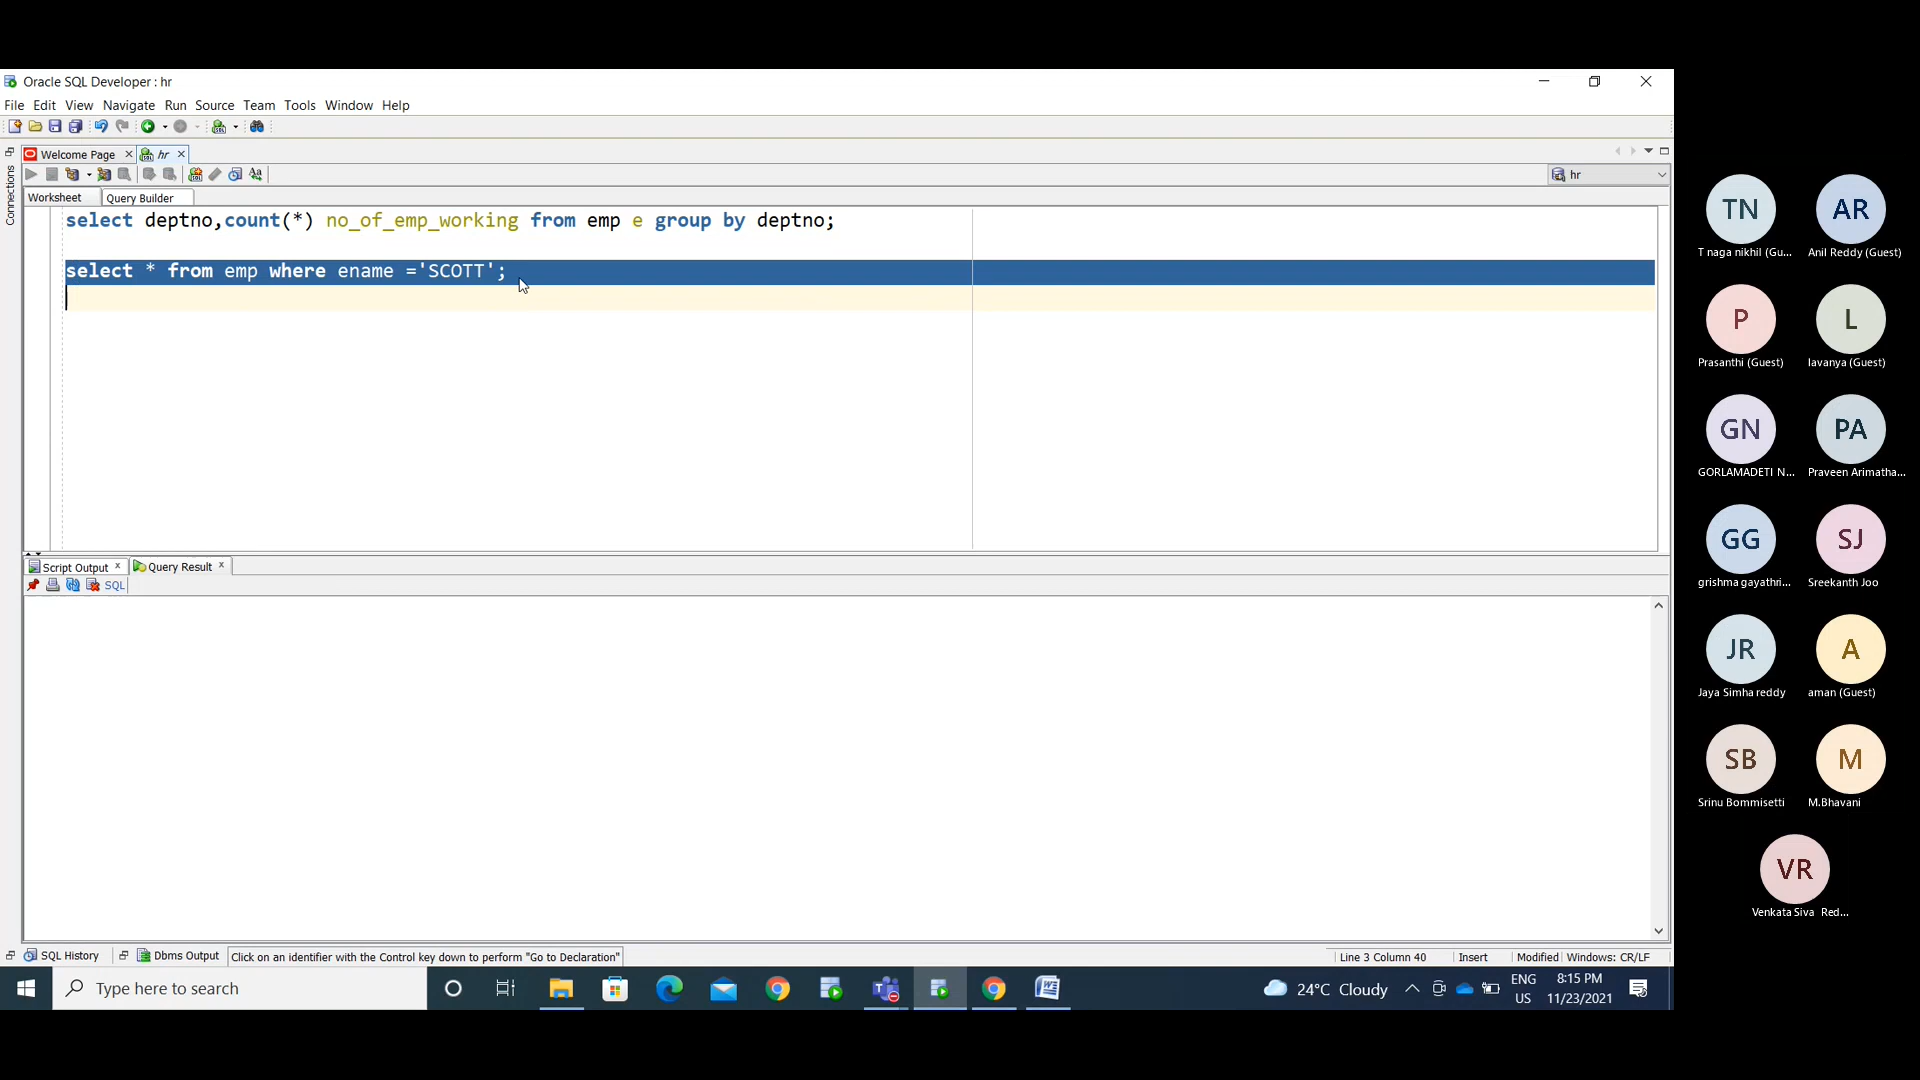 Oracle SQL Developer : hr
File Edit View Navigate Run Source Team Tools Window Help
Connections
Welcome Page
hr
hr
Worksheet Query Builder
select deptno,count(*) no_of_emp_working from emp e group by deptno;
select * from emp where ename ='SCOTT';
Script Output
Query Result
SQL
SQL History
Dbms Output
Click on an identifier with the Control key down to perform "Go to Declaration"
Line 3 Column 40
Insert
Modified
Windows: CR/LF
Type here to search
24°C Cloudy
ENG
US
8:15 PM
11/23/2021
TN
T naga nikhil (Gu...
AR
Anil Reddy (Guest)
P
Prasanthi (Guest)
L
lavanya (Guest)
GN
GORLAMADETI N...
PA
Praveen Arimatha...
GG
grishma gayathri...
SJ
Sreekanth Joo
JR
Jaya Simha reddy
A
aman (Guest)
SB
Srinu Bommisetti
M
M.Bhavani
VR
Venkata Siva Red...